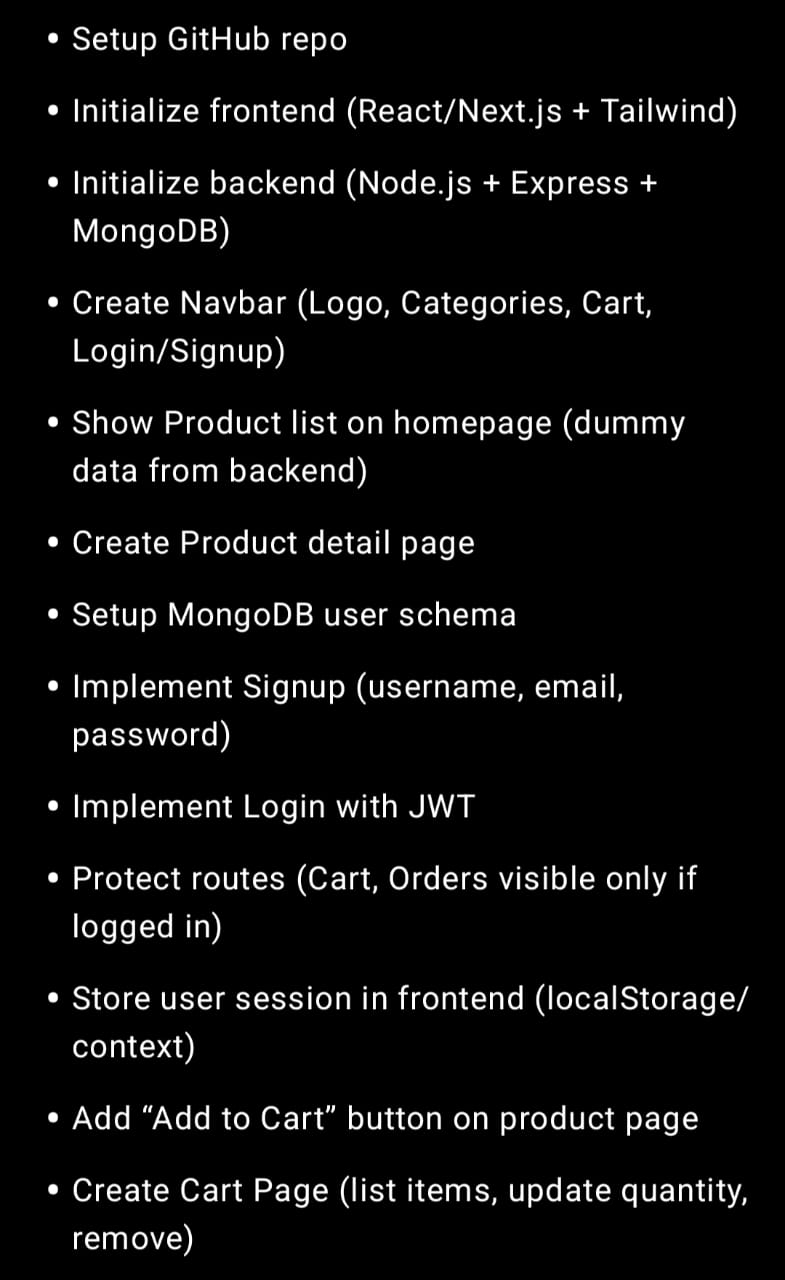 • Setup GitHub repo
• Initialize frontend (React/Next.js + Tailwind)
• Initialize backend (Node.js + Express +
MongoDB)
• Create Navbar (Logo, Categories, Cart,
Login/Signup)
• Show Product list on homepage (dummy
data from backend)
• Create Product detail page
• Setup MongoDB user schema
• Implement Signup (username, email,
password)
• Implement Login with JWT
• Protect routes (Cart, Orders visible only if
logged in)
• Store user session in frontend (localStorage/
context)
• Add “Add to Cart” button on product page
• Create Cart Page (list items, update quantity,
remove)